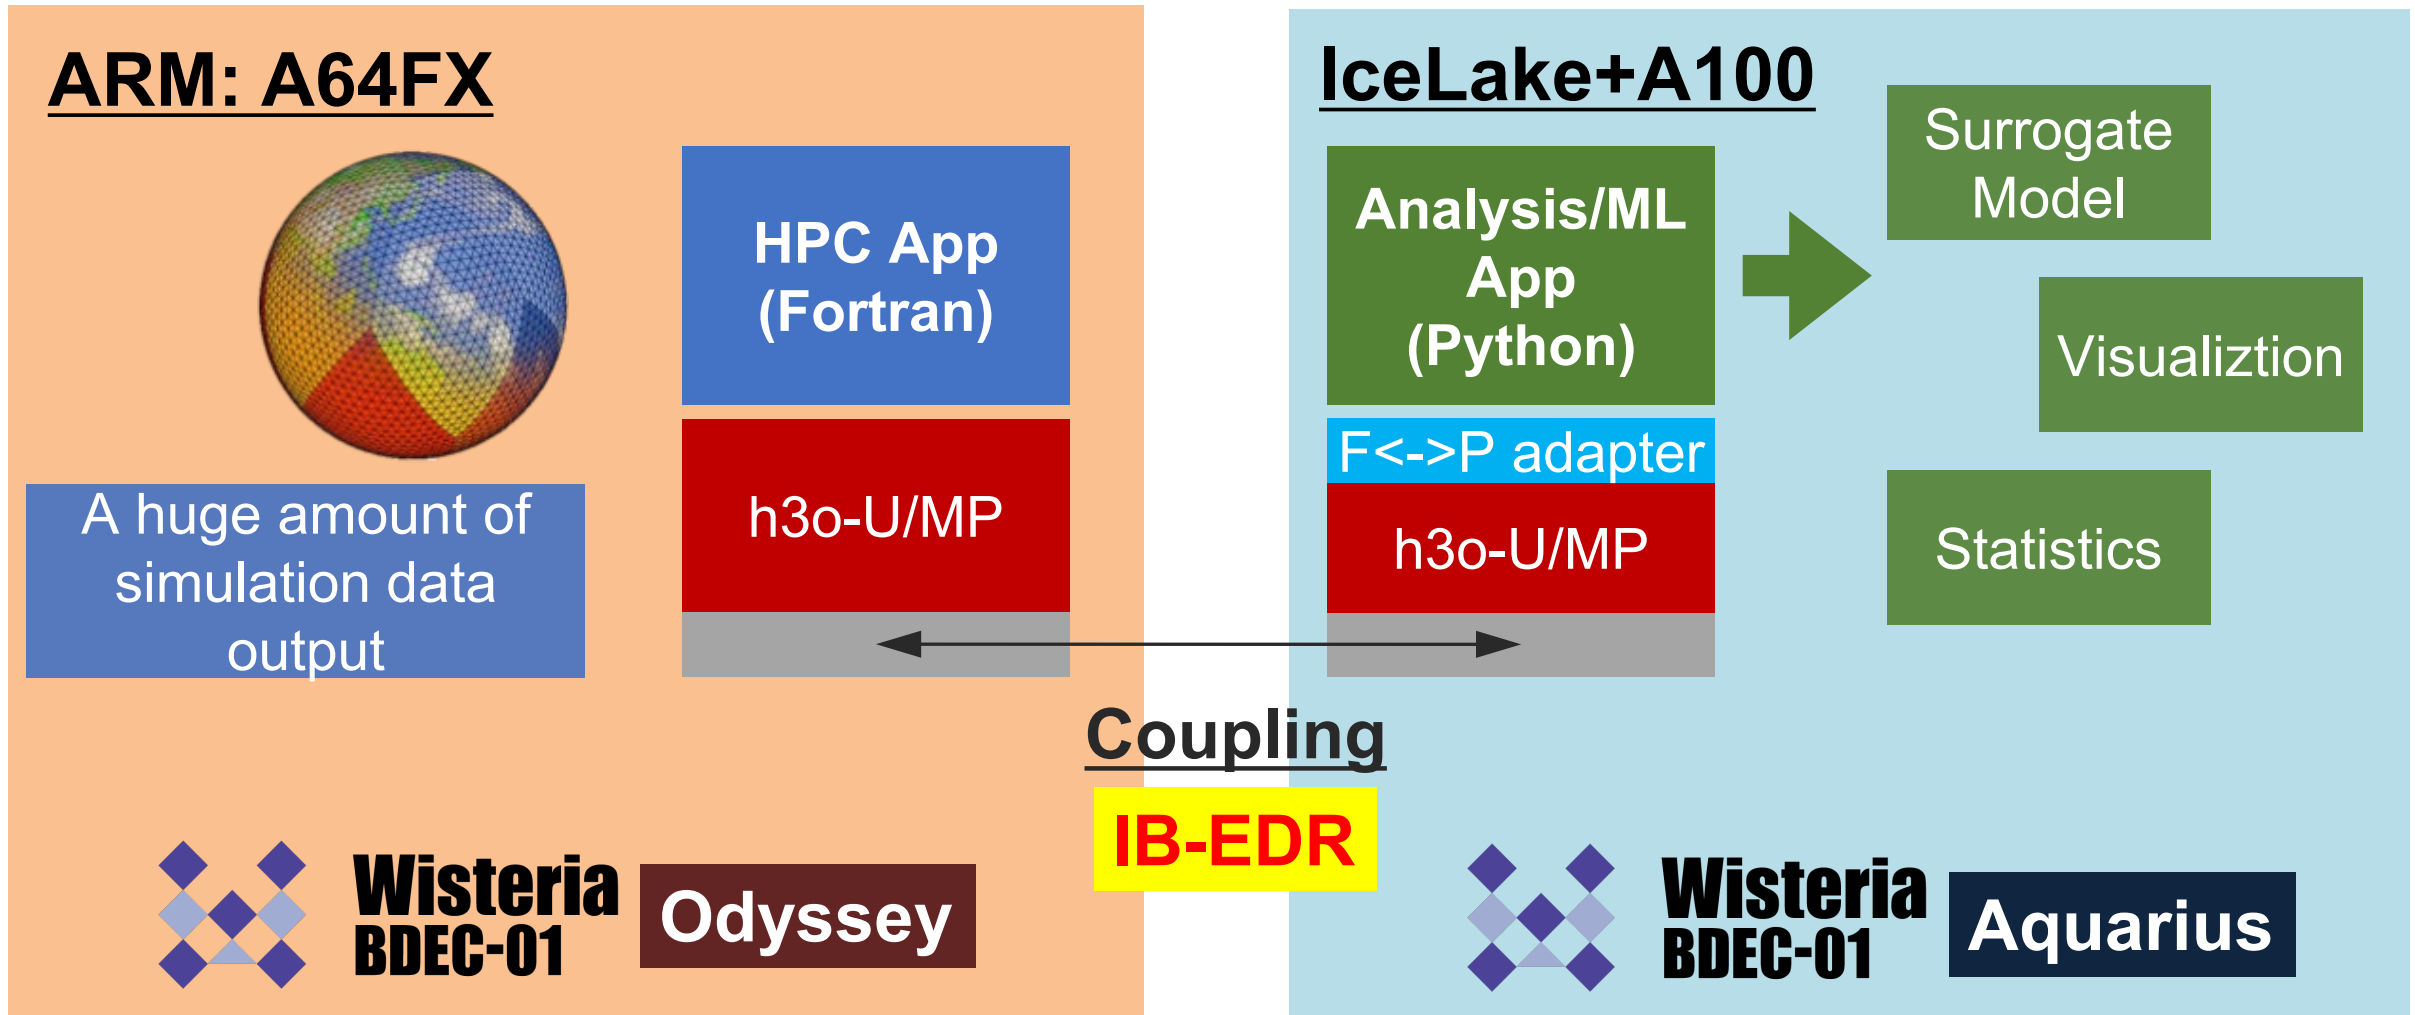 ARM: A64FX
HPC App
(Fortran)
h3o-U/MP
A huge amount of
simulation data
output
Wisteria
BDEC-01
Odyssey
Coupling
IB-EDR
IceLake+A100
Analysis/ML
App
(Python)
F<->P adapter
h3o-U/MP
Surrogate
Model
Visualiztion
Statistics
Wisteria
BDEC-01
Aquarius